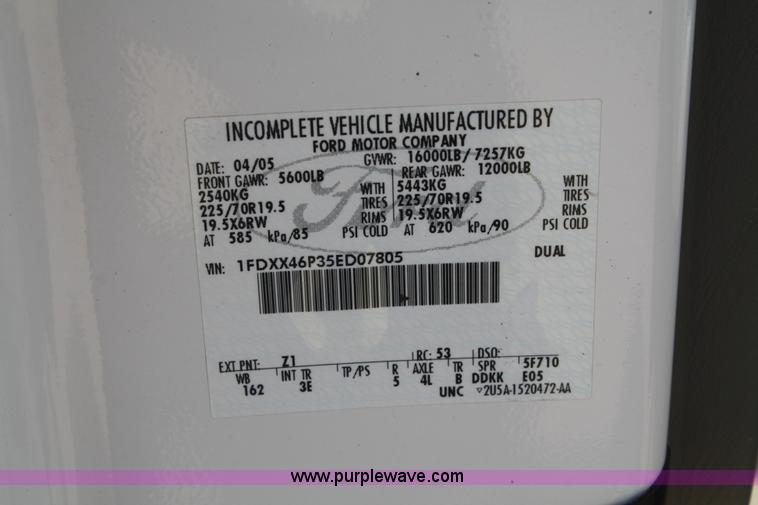 INCOMPLETE VEHICLE MANUFACTURED BY
FORD MOTOR COMPANY
DATE: 04/05 GVWR: 16000LB/ 7257KG
FRONT GAWR: 5600LB REAR GAWR: 12000LB
2540KG WITH 5443KG WITH
225/70R19.5 TIRES 225/70R19.5 TIRES
19.5X6RW RIMS 19.5X6RW RIMS
AT 585 kPa/85 PSI COLD AT 620 kPa/90 PSI COLD
VIN: 1FDXX46P35ED07805 DUAL
Ford
EXT PNT: Z1 RC: 53 DSO:
WB INT TR TP/PS R AXLE TR SPR 5F710
162 3E 5 4L B DDKK E05
UNC ▽2U5A-1520472-AA
www.purplewave.com